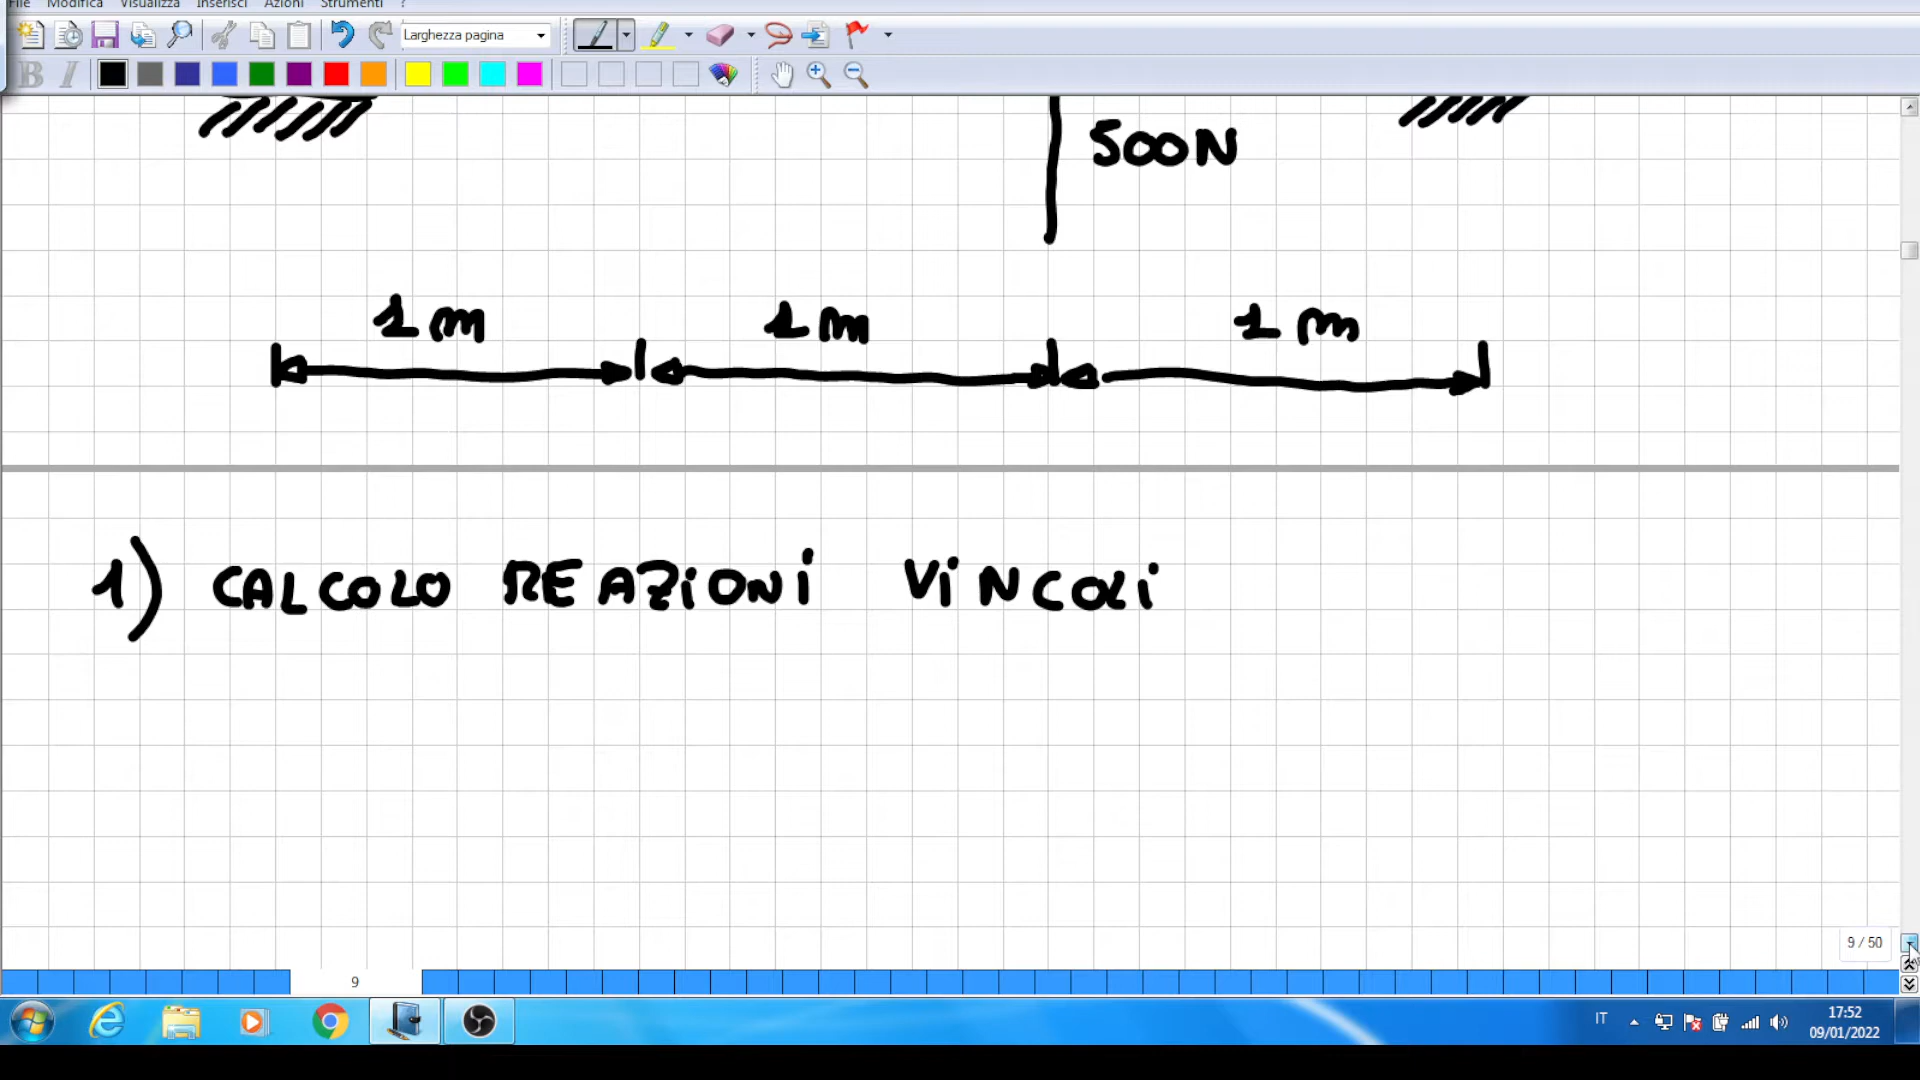 File Modifica Visualizza Inserisci Azioni Strumenti ?
Larghezza pagina
B I
500N
1m 1m 1m
1) CALCOLO REAZIONI VINCOLI
9 / 50
9
IT
17:52
09/01/2022